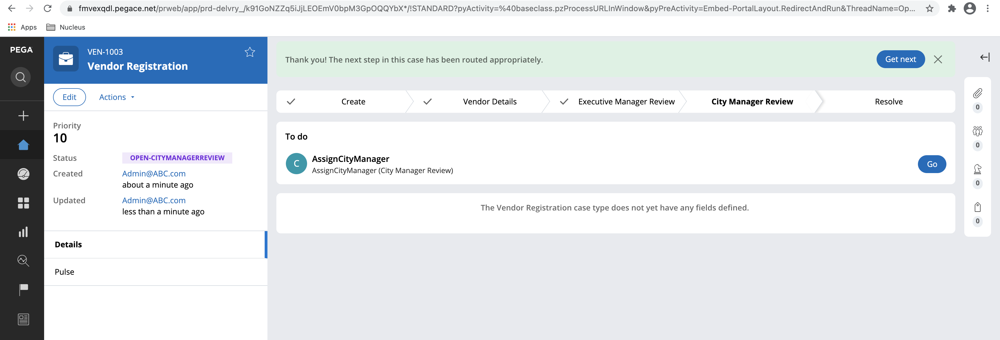 fmvexqdl.pegace.net/prweb/app/prd-delvry_/k91GoNZZq5iJjLEOEmV0bpM3GpOQQYbX*/!STANDARD?pyActivity=%40baseclass.pzProcessURLInWindow&pyPreActivity=Embed-PortalLayout.RedirectAndRun&ThreadName=Op...
Apps Nucleus
PEGA
VEN-1003
Vendor Registration
Edit Actions
Priority
10
Status OPEN-CITYMANAGERREVIEW
Created Admin@ABC.com
about a minute ago
Updated Admin@ABC.com
less than a minute ago
Details
Pulse
Thank you! The next step in this case has been routed appropriately. Get next
Create Vendor Details Executive Manager Review City Manager Review Resolve
To do
C
AssignCityManager
AssignCityManager (City Manager Review)
Go
The Vendor Registration case type does not yet have any fields defined.
0
0
0
0